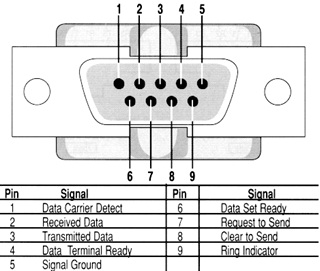 1 2 3 4 5
6 7 8 9
Pin Signal Pin Signal
1 Data Carrier Detect 6 Data Set Ready
2 Received Data 7 Request to Send
3 Transmitted Data 8 Clear to Send
4 Data Terminal Ready 9 Ring Indicator
5 Signal Ground